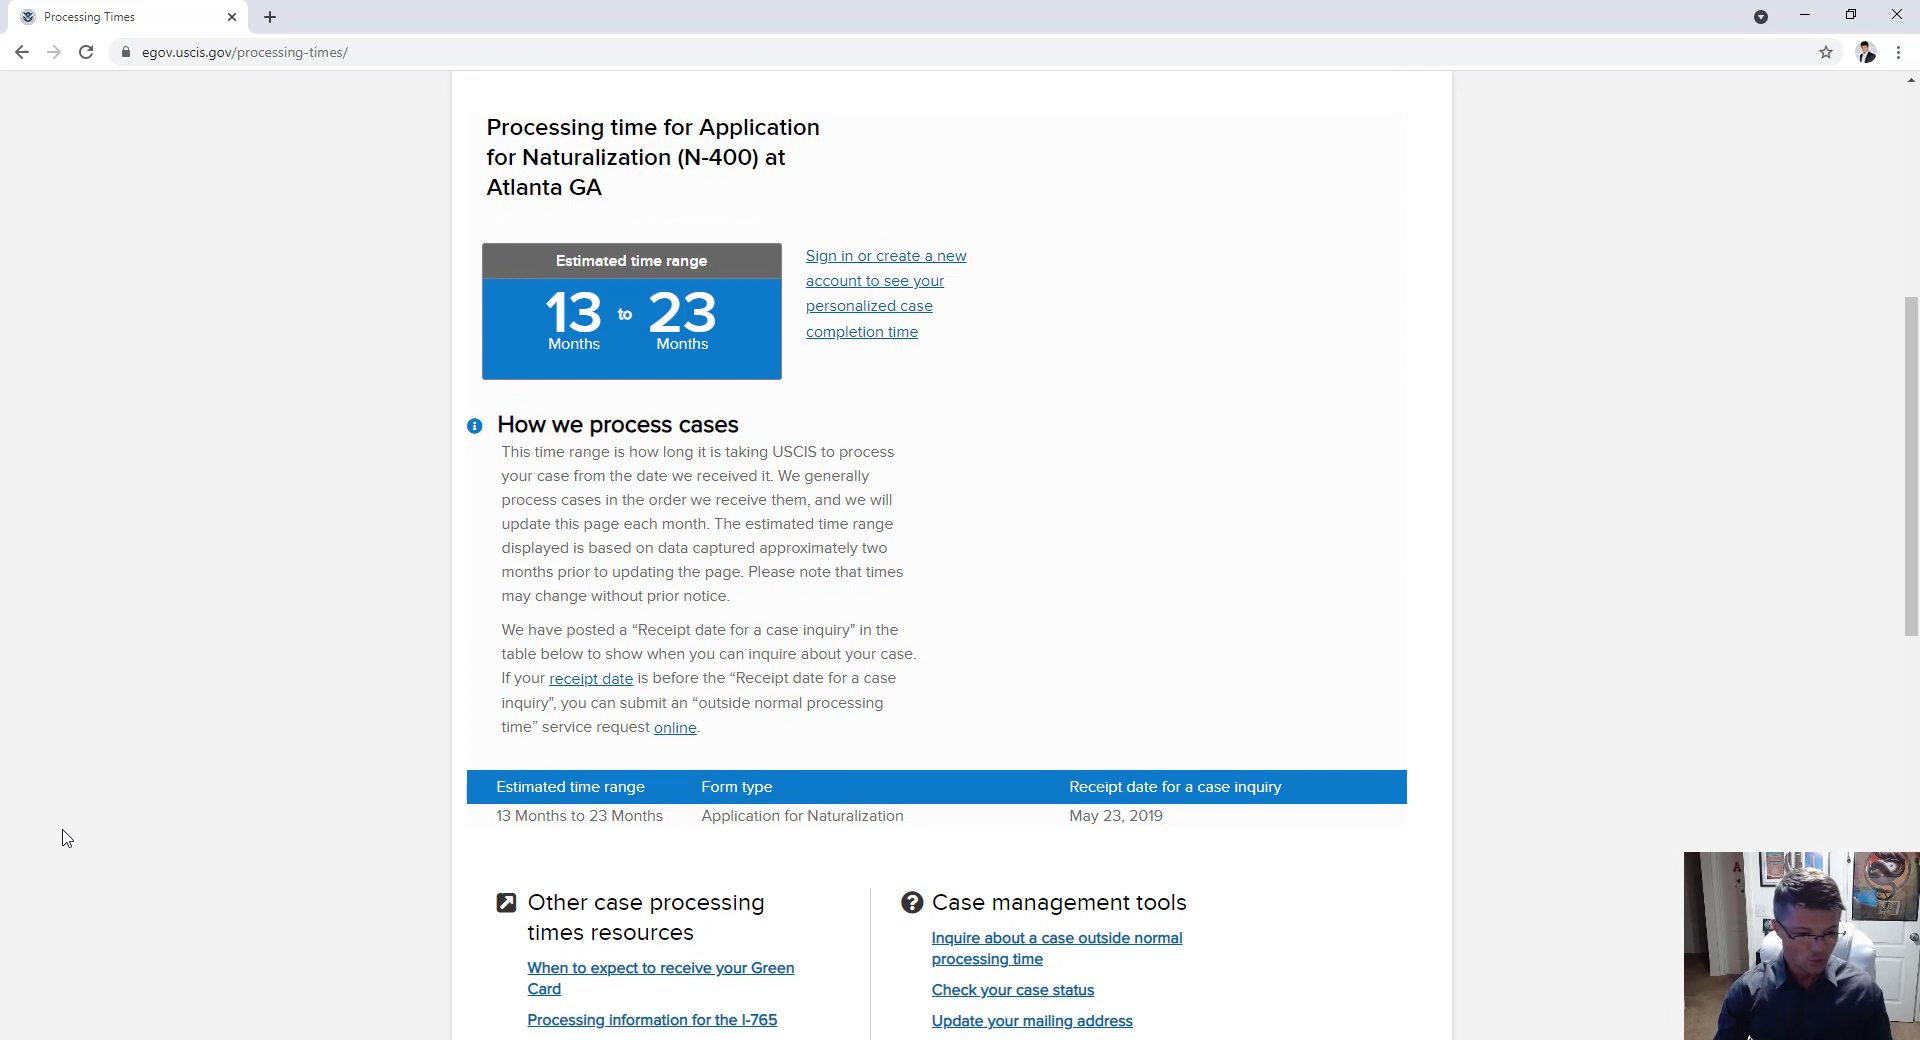 Processing Times
egov.uscis.gov/processing-times/
Processing time for Application
for Naturalization (N-400) at
Atlanta GA
Estimated time range
13 to 23
Months Months
Sign in or create a new
account to see your
personalized case
completion time
How we process cases
This time range is how long it is taking USCIS to process
your case from the date we received it. We generally
process cases in the order we receive them, and we will
update this page each month. The estimated time range
displayed is based on data captured approximately two
months prior to updating the page. Please note that times
may change without prior notice.
We have posted a “Receipt date for a case inquiry" in the
table below to show when you can inquire about your case.
If your receipt date is before the “Receipt date for a case
inquiry", you can submit an “outside normal processing
time” service request online.
Estimated time range Form type Receipt date for a case inquiry
13 Months to 23 Months Application for Naturalization May 23, 2019
Other case processing
times resources
When to expect to receive your Green
Card
Processing information for the I-765
Case management tools
Inquire about a case outside normal
processing time
Check your case status
Update your mailing address